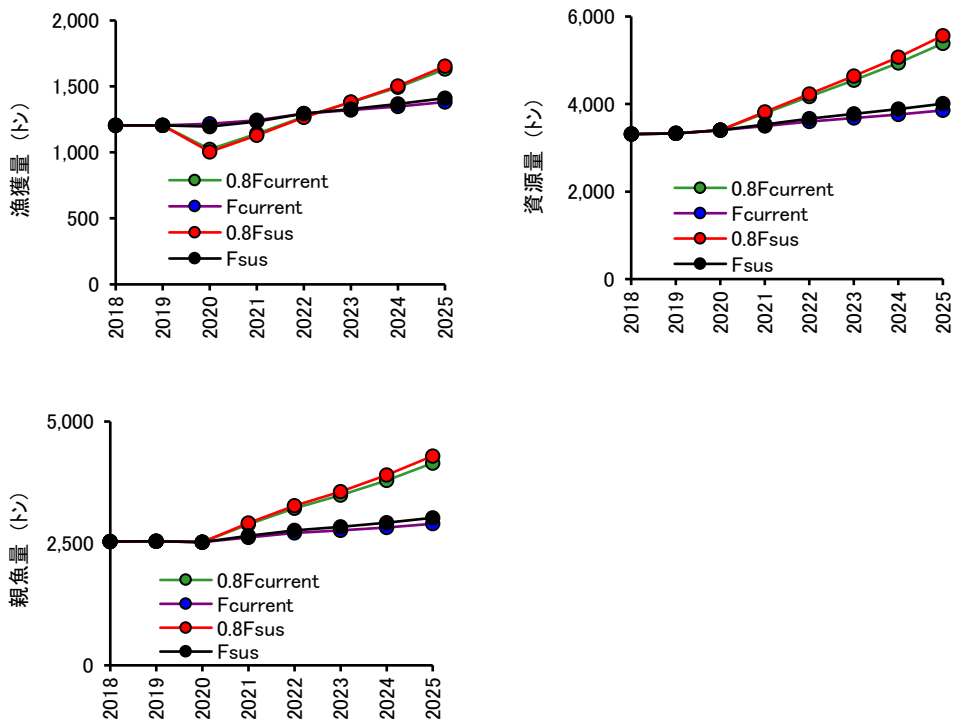 2,000
1,500
1,000
500
0
漁獲量（トン）
0.8Fcurrent
Fcurrent
0.8Fsus
Fsus
2018
2019
2020
2021
2022
2023
2024
2025
6,000
4,000
2,000
0
資源量（トン）
0.8Fcurrent
Fcurrent
0.8Fsus
Fsus
2018
2019
2020
2021
2022
2023
2024
2025
5,000
2,500
0
親魚量（トン）
0.8Fcurrent
Fcurrent
0.8Fsus
Fsus
2018
2019
2020
2021
2022
2023
2024
2025